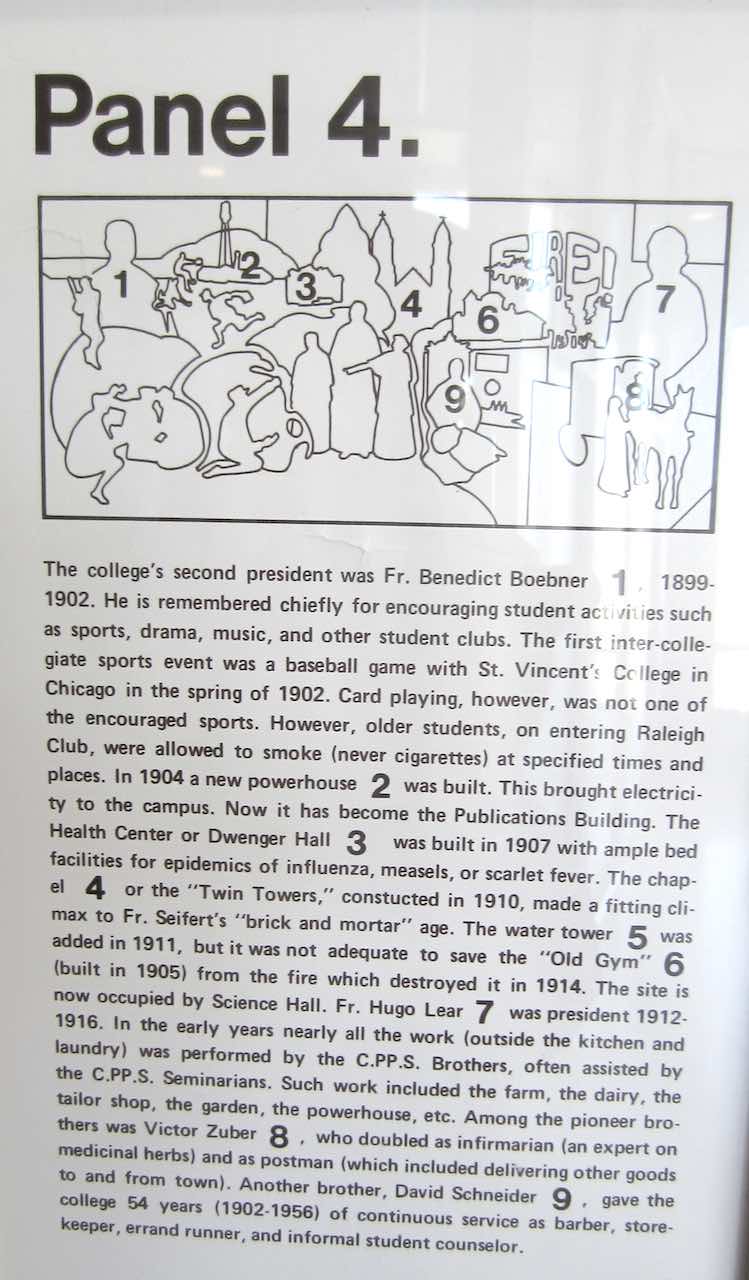 Panel 4.
1
2
3
4
6
7
9
8
The college's second president was Fr. Benedict Boebner 1, 1899-
1902. He is remembered chiefly for encouraging student activities such
as sports, drama, music, and other student clubs. The first inter-colle-
giate sports event was a baseball game with St. Vincent's College in
Chicago in the spring of 1902. Card playing, however, was not one of
the encouraged sports. However, older students, on entering Raleigh
Club, were allowed to smoke (never cigarettes) at specified times and
places. In 1904 a new powerhouse 2 was built. This brought electrici-
ty to the campus. Now it has become the Publications Building. The
Health Center or Dwenger Hall 3 was built in 1907 with ample bed
facilities for epidemics of influenza, measels, or scarlet fever. The chap-
el 4 or the "Twin Towers," constucted in 1910, made a fitting cli-
max to Fr. Seifert's "brick and mortar" age. The water tower 5 was
added in 1911, but it was not adequate to save the "Old Gym" 6
(built in 1905) from the fire which destroyed it in 1914. The site is
now occupied by Science Hall. Fr. Hugo Lear 7 was president 1912-
1916. In the early years nearly all the work (outside the kitchen and
laundry) was performed by the C.PP.S. Brothers, often assisted by
the C.PP.S. Seminarians. Such work included the farm, the dairy, the
tailor shop, the garden, the powerhouse, etc. Among the pioneer bro-
thers was Victor Zuber 8, who doubled as infirmarian (an expert on
medicinal herbs) and as postman (which included delivering other goods
to and from town). Another brother, David Schneider 9, gave the
college 54 years (1902-1956) of continuous service as barber, store-
keeper, errand runner, and informal student counselor.